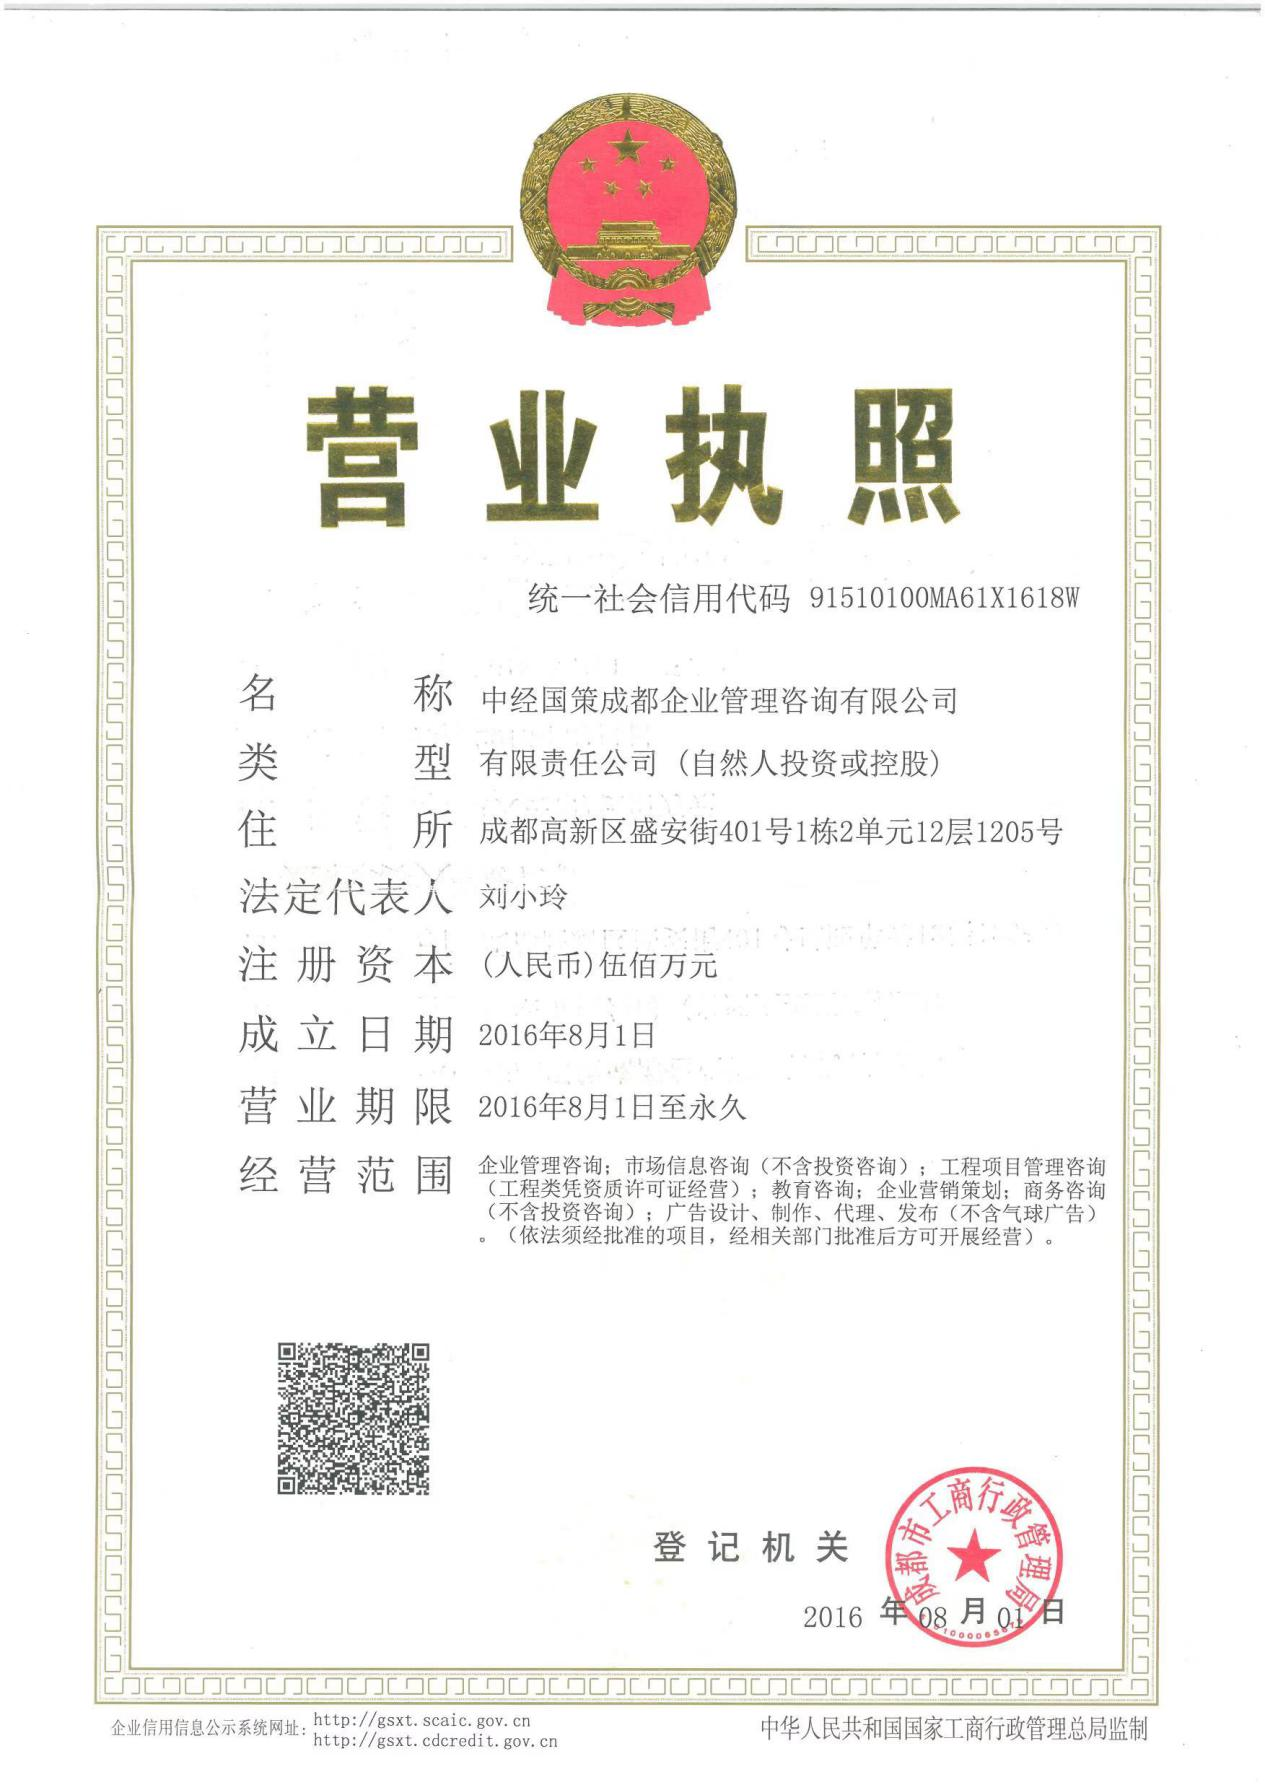 营业执照
统一社会信用代码 91510100MA61X1618W
名称 中经国策成都企业管理咨询有限公司
类型 有限责任公司（自然人投资或控股）
住所 成都高新区盛安街401号1栋2单元12层1205号
法定代表人 刘小玲
注册资本 (人民币)伍佰万元
成立日期 2016年8月1日
营业期限 2016年8月1日至永久
经营范围 企业管理咨询；市场信息咨询（不含投资咨询）；工程项目管理咨询
（工程类凭资质许可证经营）；教育咨询；企业营销策划；商务咨询
（不含投资咨询）；广告设计、制作、代理、发布（不含气球广告）
。（依法须经批准的项目，经相关部门批准后方可开展经营）。
成都市工商行政管理局
登记机关
2016 年 08 月 01 日
企业信用信息公示系统网址：http://gsxt.scaic.gov.cn
http://gsxt.cdcredit.gov.cn
中华人民共和国国家工商行政管理总局监制